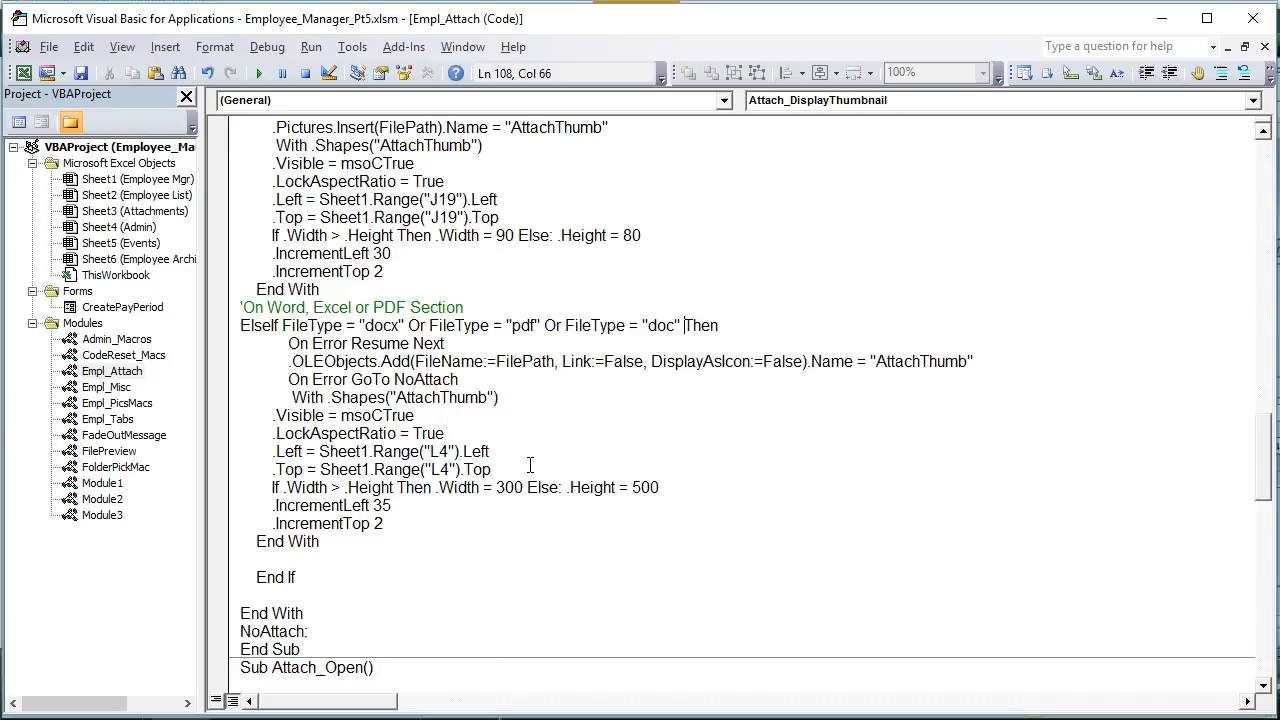 Microsoft Visual Basic for Applications - Employee_Manager_Pt5.xlsm - [Empl_Attach (Code)]
File Edit View Insert Format Debug Run Tools Add-Ins Window Help
Type a question for help
Ln 108, Col 66
100%
Project - VBAProject
(General)
Attach_DisplayThumbnail
VBAProject (Employee_Ma
Microsoft Excel Objects
Sheet1 (Employee Mgr)
Sheet2 (Employee List)
Sheet3 (Attachments)
Sheet4 (Admin)
Sheet5 (Events)
Sheet6 (Employee Archi
ThisWorkbook
Forms
CreatePayPeriod
Modules
Admin_Macros
CodeReset_Macs
Empl_Attach
Empl_Misc
Empl_PicsMacs
Empl_Tabs
FadeOutMessage
FilePreview
FolderPickMac
Module1
Module2
Module3
.Pictures.Insert(FilePath).Name = "AttachThumb"
With .Shapes("AttachThumb")
.Visible = msoCTrue
.LockAspectRatio = True
.Left = Sheet1.Range("J19").Left
.Top = Sheet1.Range("J19").Top
If .Width > .Height Then .Width = 90 Else: .Height = 80
.IncrementLeft 30
.IncrementTop 2
End With
'On Word, Excel or PDF Section
ElseIf FileType = "docx" Or FileType = "pdf" Or FileType = "doc" Then
On Error Resume Next
.OLEObjects.Add(FileName:=FilePath, Link:=False, DisplayAsIcon:=False).Name = "AttachThumb"
On Error GoTo NoAttach
With .Shapes("AttachThumb")
.Visible = msoCTrue
.LockAspectRatio = True
.Left = Sheet1.Range("L4").Left
.Top = Sheet1.Range("L4").Top
If .Width > .Height Then .Width = 300 Else: .Height = 500
.IncrementLeft 35
.IncrementTop 2
End With
End If
End With
NoAttach:
End Sub
Sub Attach_Open()